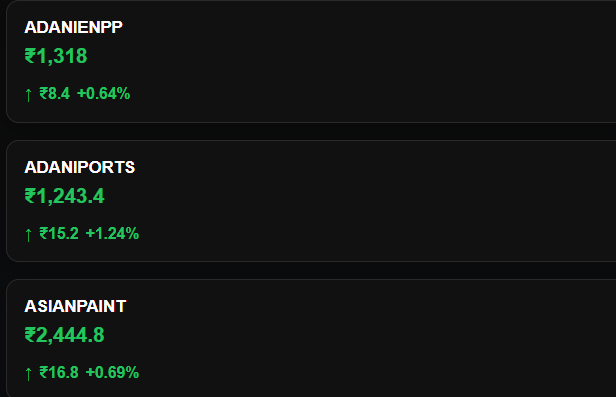 ADANIENPP
₹1,318
↑ ₹8.4 +0.64%
ADANIPORTS
₹1,243.4
↑ ₹15.2 +1.24%
ASIANPAINT
₹2,444.8
↑ ₹16.8 +0.69%